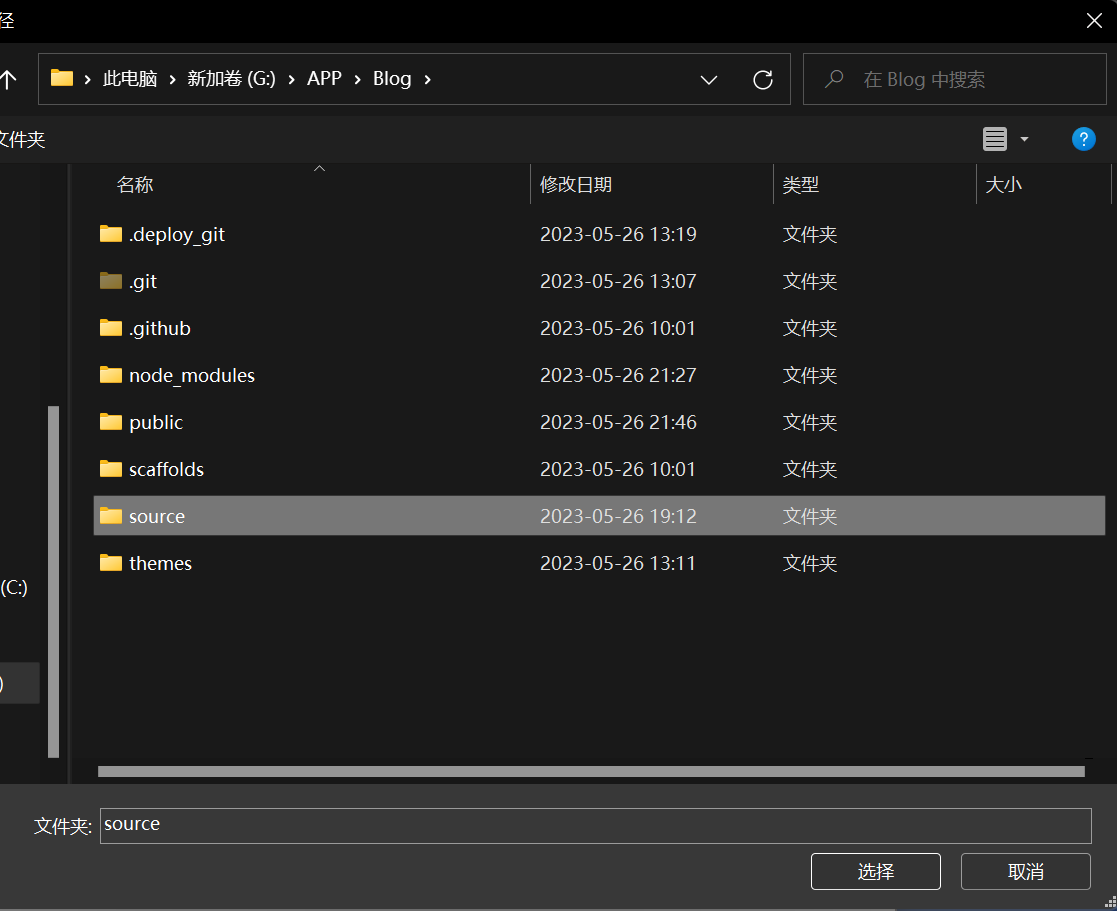 径
此电脑 › 新加卷 (G:) › APP › Blog ›
在 Blog 中搜索
文件夹
?
名称 修改日期 类型 大小
.deploy_git 2023-05-26 13:19 文件夹
.git 2023-05-26 13:07 文件夹
.github 2023-05-26 10:01 文件夹
node_modules 2023-05-26 21:27 文件夹
public 2023-05-26 21:46 文件夹
scaffolds 2023-05-26 10:01 文件夹
source 2023-05-26 19:12 文件夹
themes 2023-05-26 13:11 文件夹
(C:)
)
文件夹: source
选择 取消